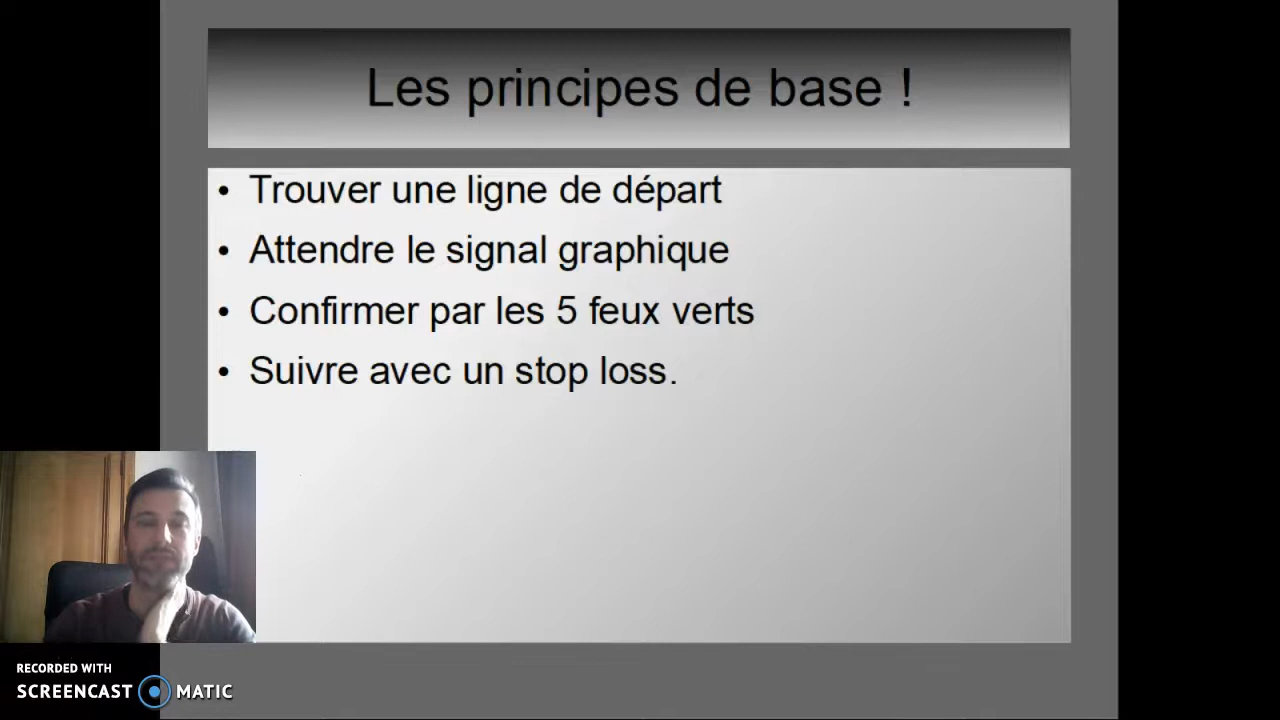 Les principes de base !
• Trouver une ligne de départ
• Attendre le signal graphique
• Confirmer par les 5 feux verts
• Suivre avec un stop loss.
RECORDED WITH
SCREENCAST MATIC